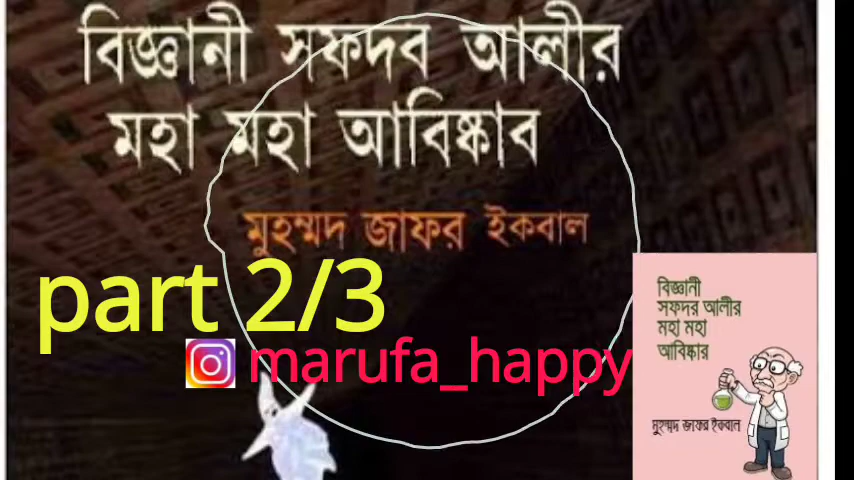 বিজ্ঞানী সফদর আলীর
মহা মহা আবিষ্কার
মুহম্মদ জাফর ইকবাল
part 2/3
marufa_happy
বিজ্ঞানী
সফদর আলীর
মহা মহা
আবিষ্কার
মুহম্মদ জাফর ইকবাল